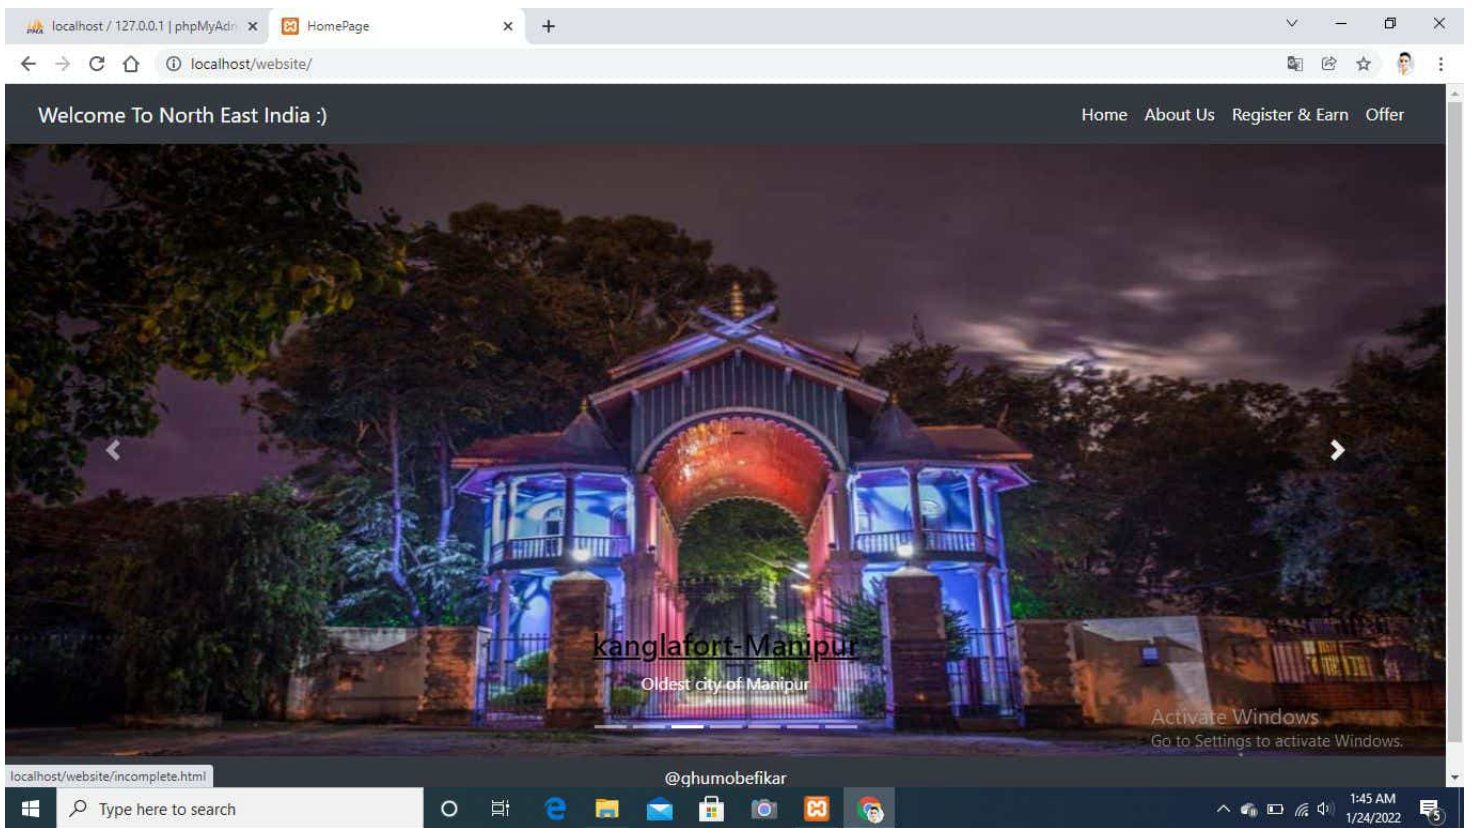 localhost / 127.0.0.1 | phpMyAdn
HomePage
localhost/website/
Welcome To North East India :)
Home About Us Register & Earn Offer
kanglafort-Manipur
Oldest city of Manipur
Activate Windows
Go to Settings to activate Windows.
localhost/website/incomplete.html
@ghumobefikar
Type here to search
1:45 AM
1/24/2022
5